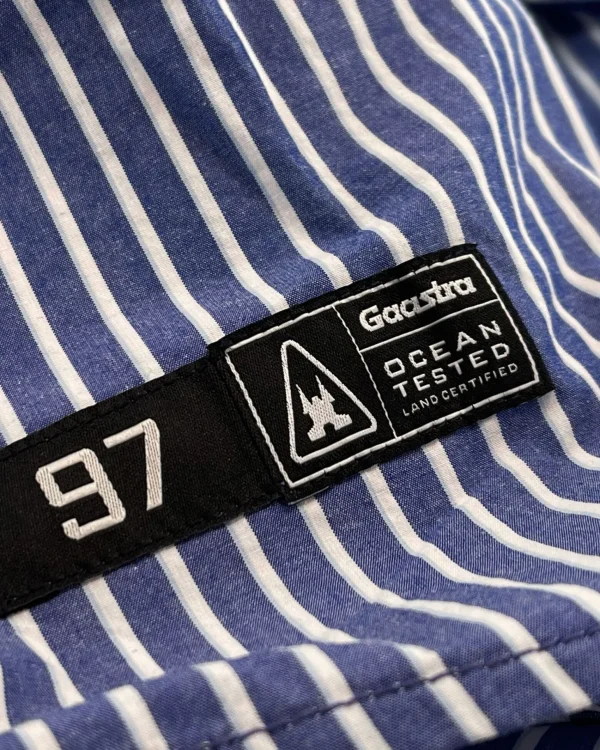 97
Gaastra
OCEAN
TESTED
LAND CERTIFIED